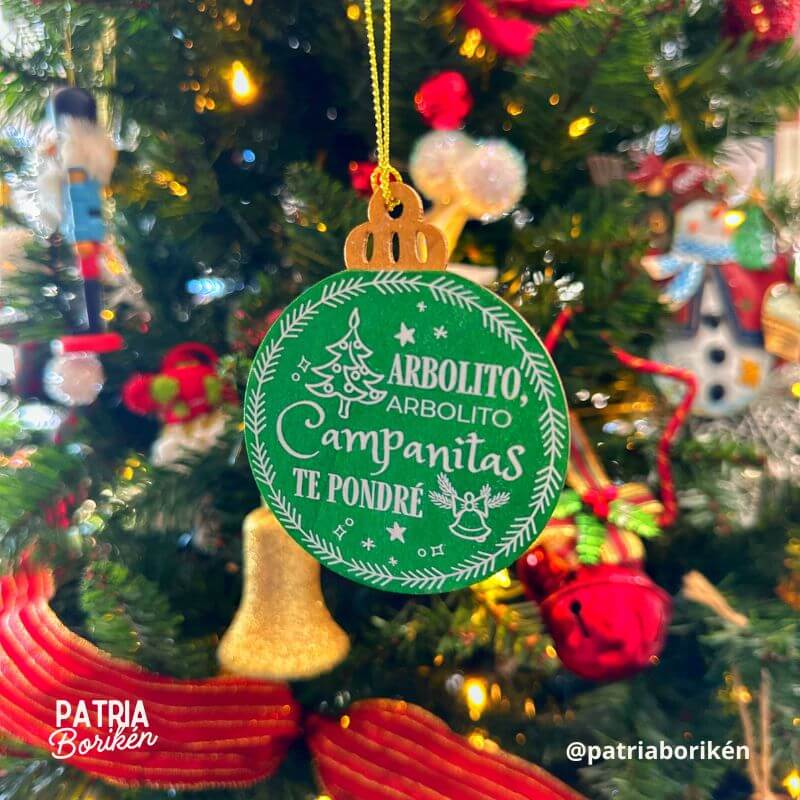 ARBOLITO,
ARBOLITO
Campanitas
TE PONDRÉ
PATRIA
Borikén
@patriaborikén